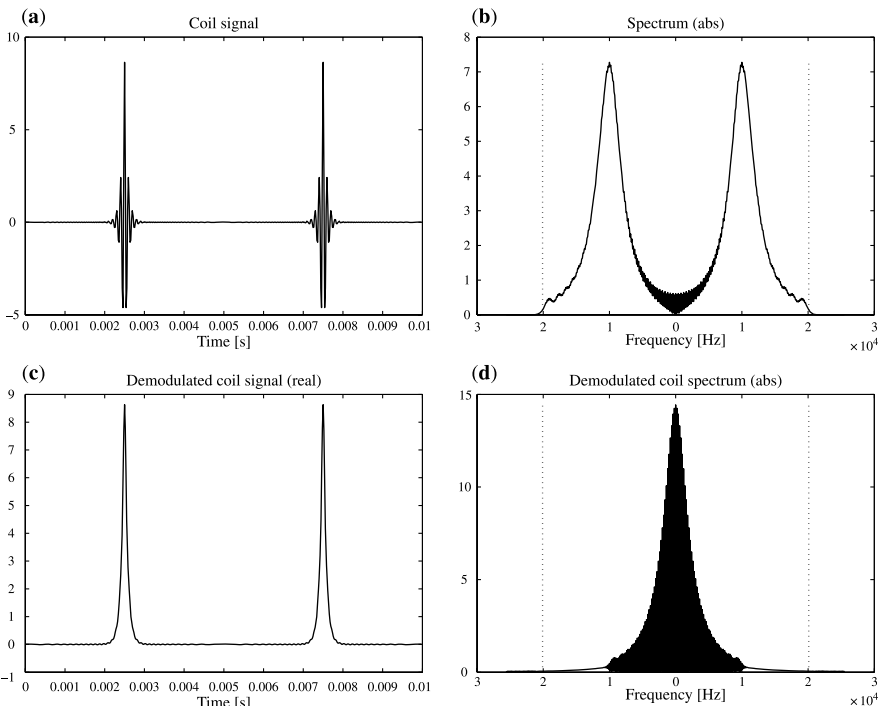 (a)
Coil signal
10
5
0
−5
0 0.001 0.002 0.003 0.004 0.005 0.006 0.007 0.008 0.009 0.01
Time [s]
(b)
Spectrum (abs)
8
7
6
5
4
3
2
1
0
3 2 1 0 1 2 3
Frequency [Hz]
×10⁴
(c)
Demodulated coil signal (real)
9
8
7
6
5
4
3
2
1
0
−1
0 0.001 0.002 0.003 0.004 0.005 0.006 0.007 0.008 0.009 0.01
Time [s]
(d)
Demodulated coil spectrum (abs)
15
10
5
0
3 2 1 0 1 2 3
Frequency [Hz]
×10⁴